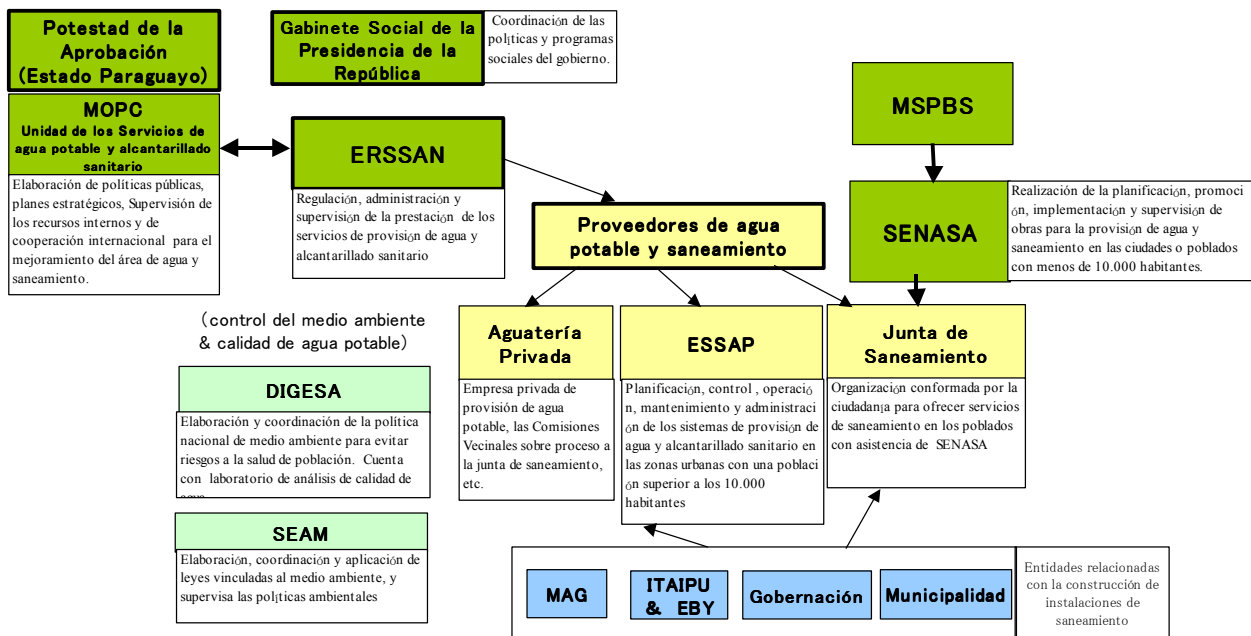 Potestad de la
Aprobación
(Estado Paraguayo)
MOPC
Unidad de los Servicios de
agua potable y alcantarillado
sanitario
Elaboración de políticas públicas,
planes estratégicos, Supervisión de
los recursos internos y de
cooperación internacional para el
mejoramiento del área de agua y
saneamiento.
Gabinete Social de la
Presidencia de la
República
Coordinación de las
políticas y programas
sociales del gobierno.
ERSSAN
Regulación, administración y
supervisión de la prestación de los
servicios de provisión de agua y
alcantarillado sanitario
MSPBS
SENASA
Realización de la planificación, promoci
ón, implementación y supervisión de
obras para la provisión de agua y
saneamiento en las ciudades o poblados
con menos de 10.000 habitantes.
Proveedores de agua
potable y saneamiento
(control del medio ambiente
& calidad de agua potable)
Aguatería
Privada
Empresa privada de
provisión de agua
potable, las Comisiones
Vecinales sobre proceso a
la junta de saneamiento,
etc.
ESSAP
Planificación, control , operació
n, mantenimiento y administraci
ón de los sistemas de provisión de
agua y alcantarillado sanitario en
las zonas urbanas con una poblaci
ón superior a los 10.000
habitantes
Junta de
Saneamiento
Organización conformada por la
ciudadanía para ofrecer servicios
de saneamiento en los poblados
con asistencia de SENASA
DIGESA
Elaboración y coordinación de la política
nacional de medio ambiente para evitar
riesgos a la salud de población. Cuenta
con laboratorio de análisis de calidad de
SEAM
Elaboración, coordinación y aplicación de
leyes vinculadas al medio ambiente, y
supervisa las políticas ambientales
MAG
ITAIPU
& EBY
Gobernación
Municipalidad
Entidades relacionadas
con la construcción de
instalaciones de
saneamiento